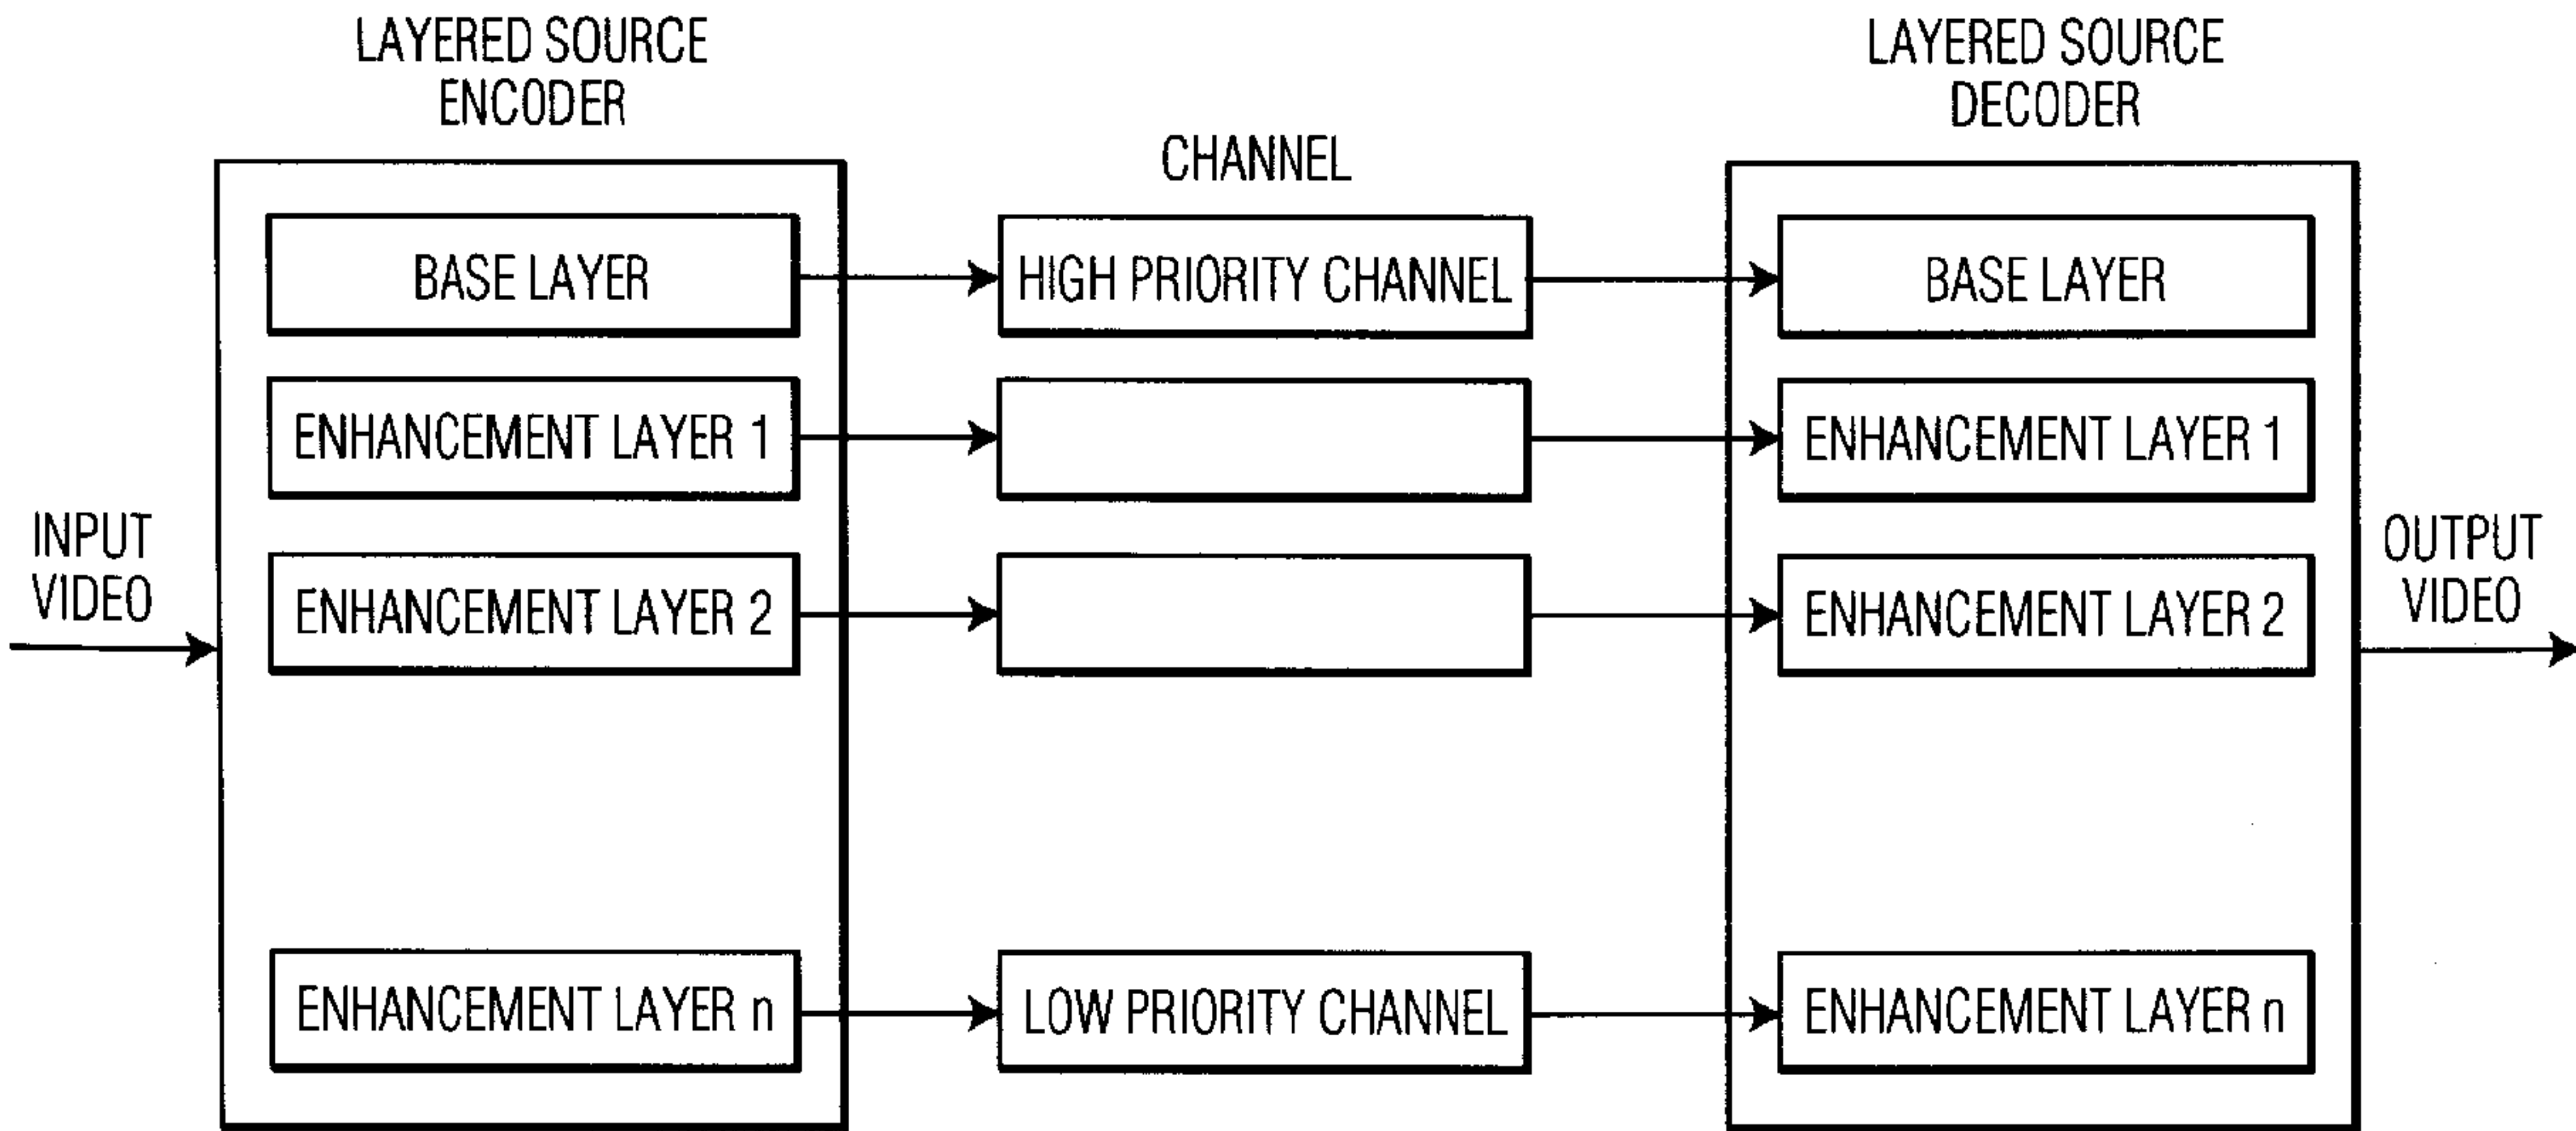 LAYERED SOURCE
ENCODER
LAYERED SOURCE
DECODER
CHANNEL
BASE LAYER
HIGH PRIORITY CHANNEL
BASE LAYER
ENHANCEMENT LAYER 1
ENHANCEMENT LAYER 1
INPUT
VIDEO
ENHANCEMENT LAYER 2
ENHANCEMENT LAYER 2
OUTPUT
VIDEO
ENHANCEMENT LAYER n
LOW PRIORITY CHANNEL
ENHANCEMENT LAYER n